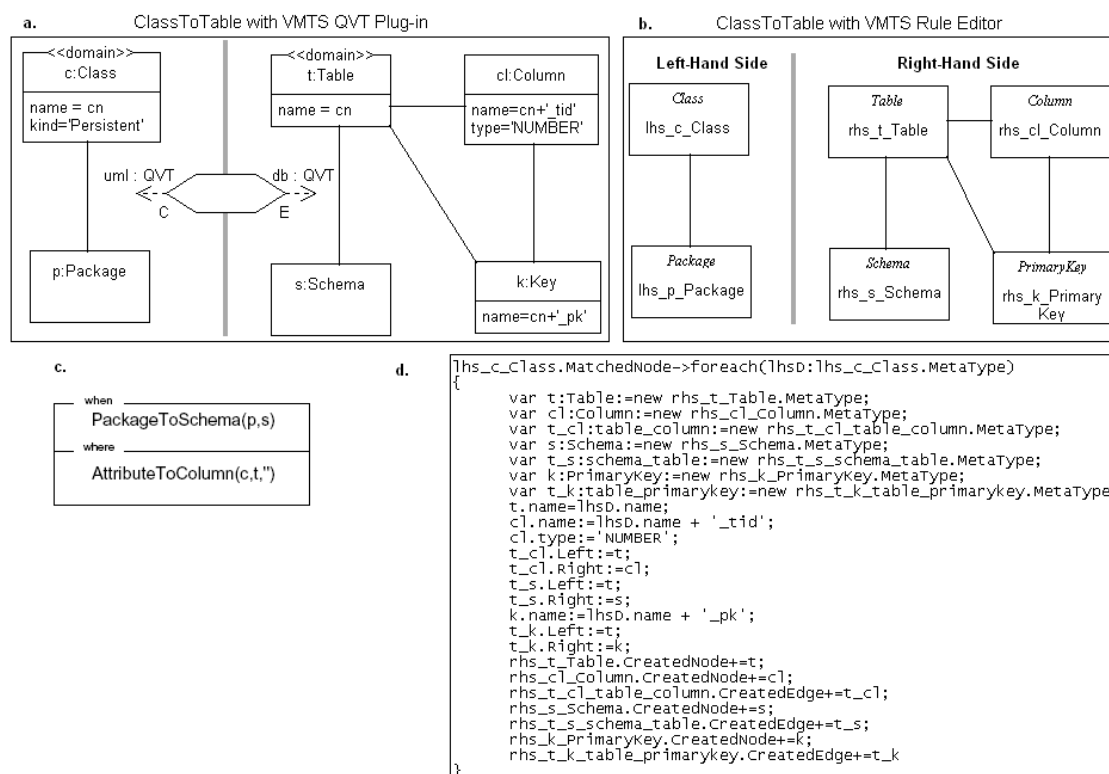 a.
ClassToTable with VMTS QVT Plug-in
<<domain>>
c:Class
name = cn
kind='Persistent'
<<domain>>
t:Table
name = cn
cl:Column
name=cn+'_tid'
type='NUMBER'
uml : QVT
db : QVT
C
E
p:Package
s:Schema
k:Key
name=cn+'_pk'
b.
ClassToTable with VMTS Rule Editor
Left-Hand Side
Right-Hand Side
Class
lhs_c_Class
Table
rhs_t_Table
Column
rhs_cl_Column
Package
lhs_p_Package
Schema
rhs_s_Schema
PrimaryKey
rhs_k_Primary
Key
c.
when
PackageToSchema(p,s)
where
AttributeToColumn(c,t,'')
d.
lhs_c_Class.MatchedNode->foreach(lhsD:lhs_c_Class.MetaType)
{
var t:Table:=new rhs_t_Table.MetaType;
var cl:Column:=new rhs_cl_Column.MetaType;
var t_cl:table_column:=new rhs_t_cl_table_column.MetaType;
var s:Schema:=new rhs_s_Schema.MetaType;
var t_s:schema_table:=new rhs_t_s_schema_table.MetaType;
var k:PrimaryKey:=new rhs_k_PrimaryKey.MetaType;
var t_k:table_primarykey:=new rhs_t_k_table_primarykey.MetaType
t.name=lhsD.name;
cl.name:=lhsD.name + '_tid';
cl.type:='NUMBER';
t_cl.Left:=t;
t_cl.Right:=cl;
t_s.Left:=t;
t_s.Right:=s;
k.name:=lhsD.name + '_pk';
t_k.Left:=t;
t_k.Right:=k;
rhs_t_Table.CreatedNode+=t;
rhs_cl_Column.CreatedNode+=cl;
rhs_t_cl_table_column.CreatedEdge+=t_cl;
rhs_s_Schema.CreatedNode+=s;
rhs_t_s_schema_table.CreatedEdge+=t_s;
rhs_k_PrimaryKey.CreatedNode+=k;
rhs_t_k_table_primarykey.CreatedEdge+=t_k
}